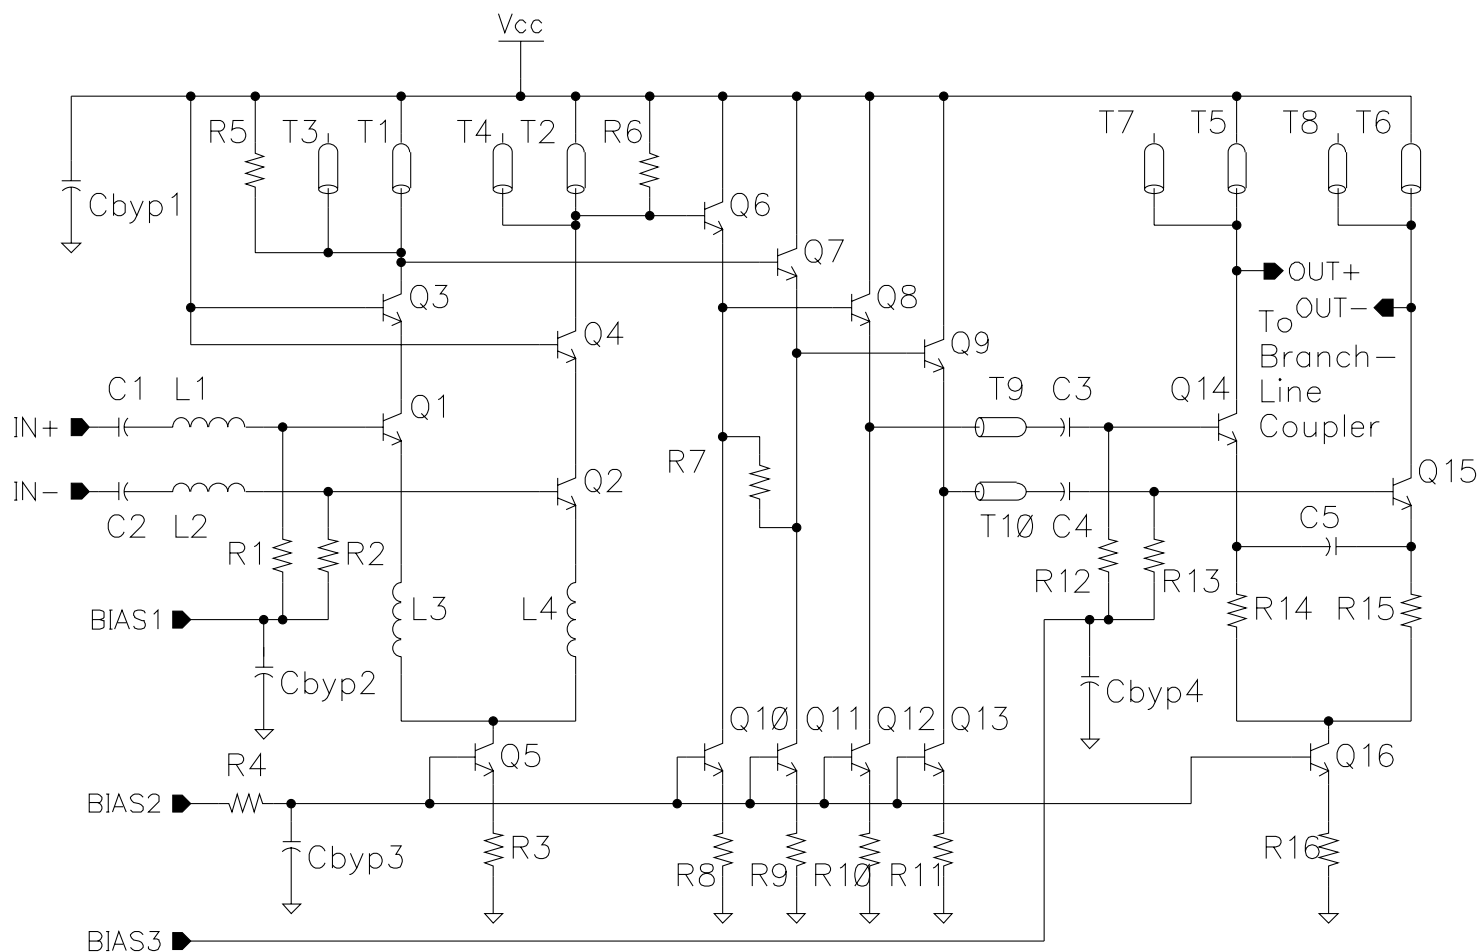 Vcc
R5
T3
T1
T4
T2
R6
T7
T5
T8
T6
Cbyp1
Q6
Q7
OUT+
Q3
Q8
OUT-
Q4
Q9
To
Branch-
Line
Coupler
C1
L1
Q1
T9
C3
Q14
IN+
R7
Q2
Q15
IN-
C2
L2
T1Ø
C4
C5
R1
R2
R12
R13
L3
L4
R14
R15
BIAS1
Cbyp2
Cbyp4
Q1Ø
Q11
Q12
Q13
Q5
Q16
R4
BIAS2
Cbyp3
R3
R8
R9
R1Ø
R11
R16
BIAS3